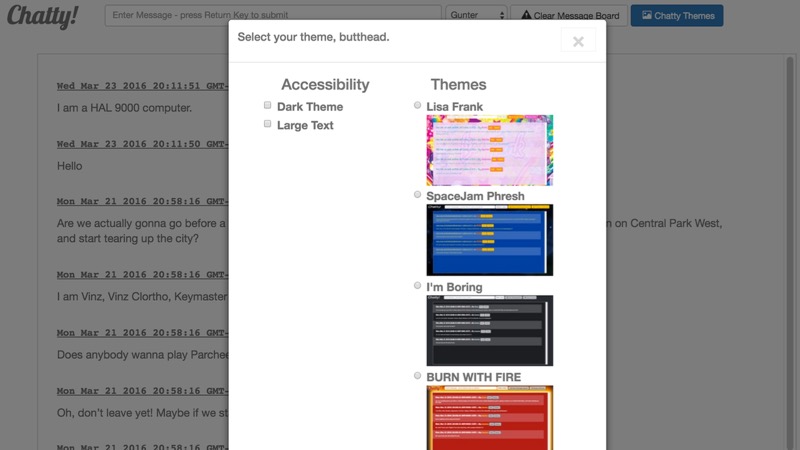 Chatty!
Enter Message - press Return Key to submit
Gunter
Clear Message Board
Chatty Themes
Select your theme, butthead.
×
Accessibility
Dark Theme
Large Text
Themes
Lisa Frank
SpaceJam Phresh
I'm Boring
BURN WITH FIRE
Wed Mar 23 2016 20:11:51 GMT-
I am a HAL 9000 computer.
Wed Mar 23 2016 20:11:50 GMT-
Hello
Mon Mar 21 2016 20:58:16 GMT-
Are we actually gonna go before a
n on Central Park West,
and start tearing up the city?
Mon Mar 21 2016 20:58:16 GMT-
I am Vinz, Vinz Clortho, Keymaster
Mon Mar 21 2016 20:58:16 GMT-
Does anybody wanna play Parchee
Mon Mar 21 2016 20:58:16 GMT-
Oh, don't leave yet! Maybe if we st
Mon Mar 21 2016 20:58:16 GMT-